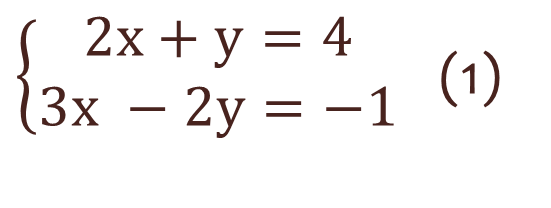 2x + y = 4
3x − 2y = −1
(1)